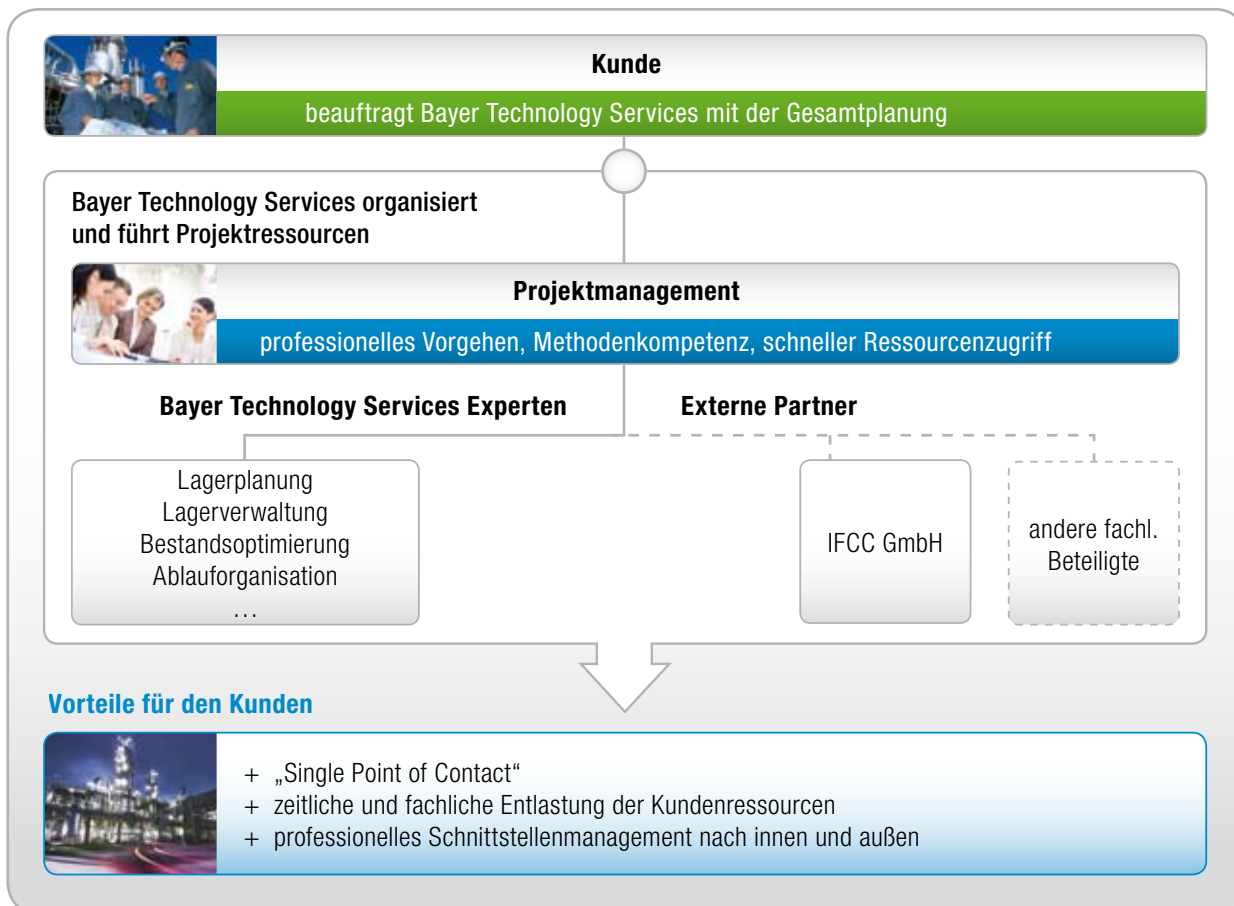 Kunde
beauftragt Bayer Technology Services mit der Gesamtplanung
Bayer Technology Services organisiert
und führt Projektressourcen
Projektmanagement
professionelles Vorgehen, Methodenkompetenz, schneller Ressourcenzugriff
Bayer Technology Services Experten
Externe Partner
Lagerplanung
Lagerverwaltung
Bestandsoptimierung
Ablauforganisation
...
IFCC GmbH
andere fachl.
Beteiligte
Vorteile für den Kunden
+ „Single Point of Contact“
+ zeitliche und fachliche Entlastung der Kundenressourcen
+ professionelles Schnittstellenmanagement nach innen und außen